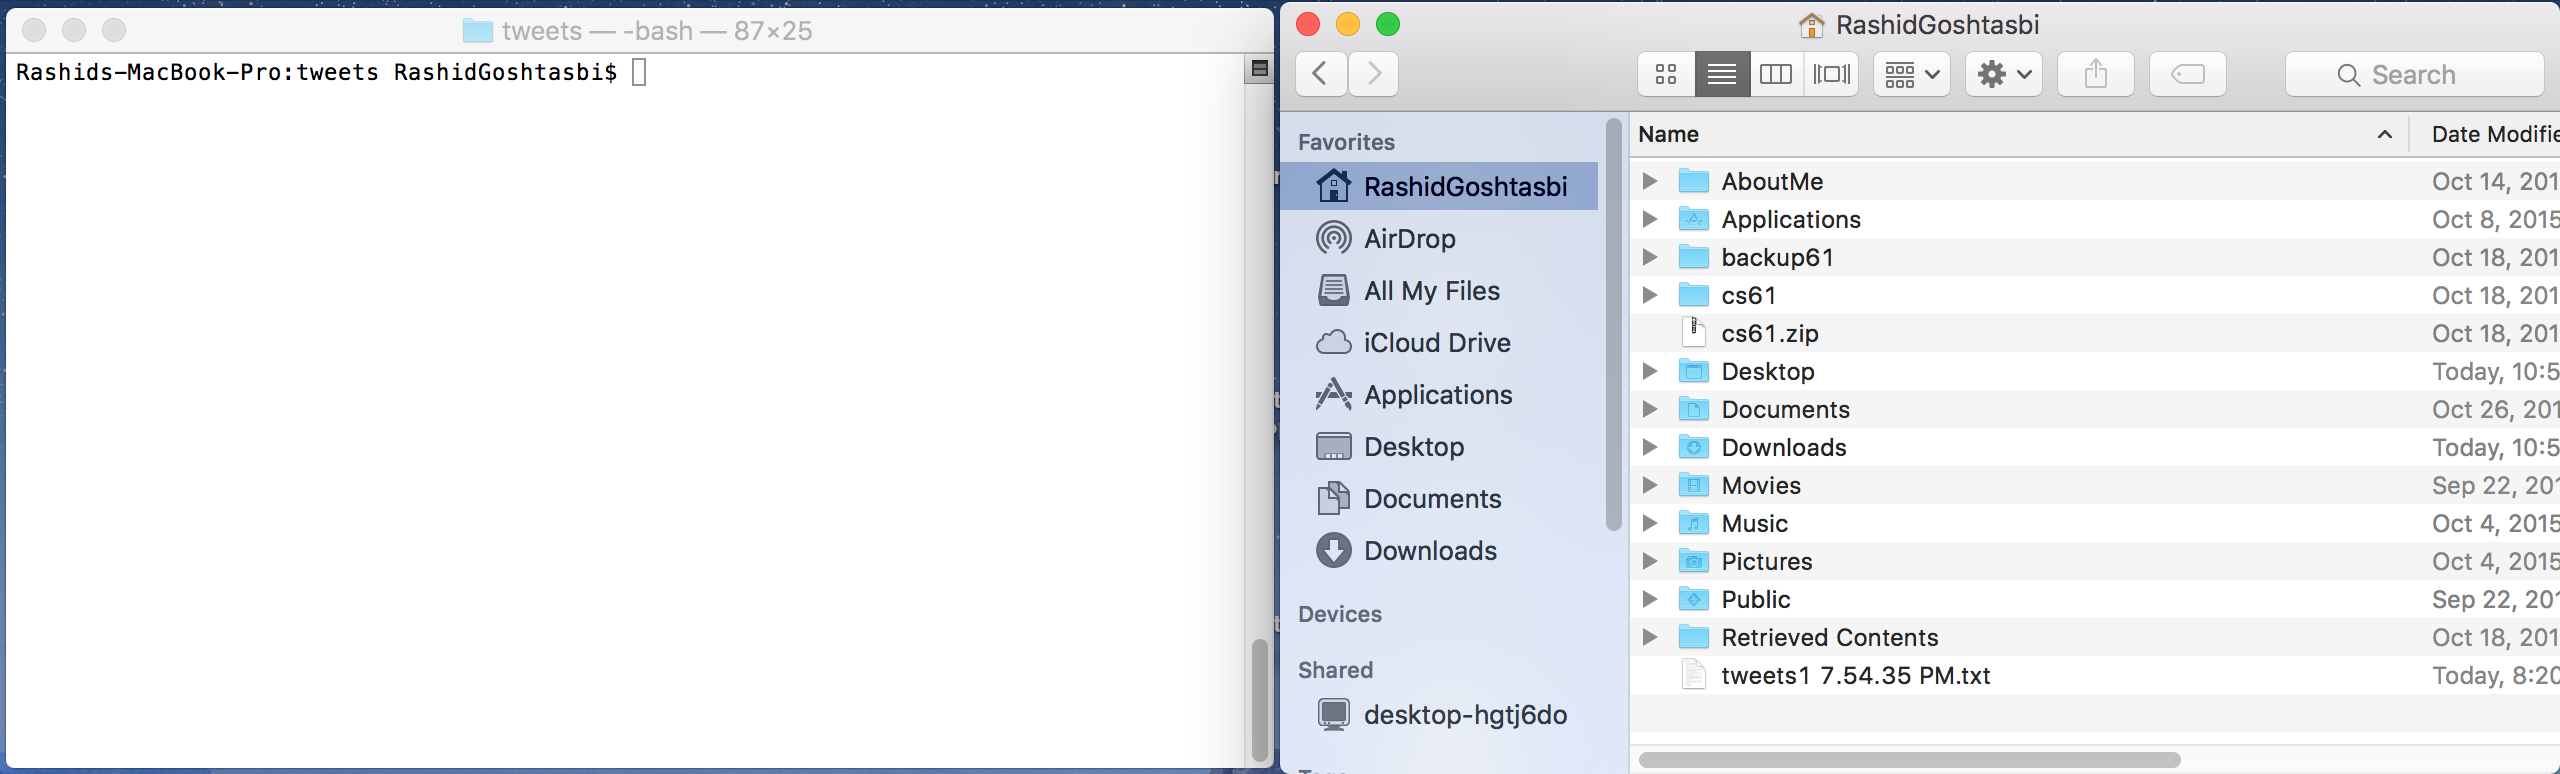 tweets — -bash — 87×25
Rashids-MacBook-Pro:tweets RashidGoshtasbi$
RashidGoshtasbi
Search
Favorites
RashidGoshtasbi
AirDrop
All My Files
iCloud Drive
Applications
Desktop
Documents
Downloads
Devices
Shared
desktop-hgtj6do
Name Date Modifie
AboutMe Oct 14, 201
Applications Oct 8, 2015
backup61 Oct 18, 201
cs61 Oct 18, 201
cs61.zip Oct 18, 201
Desktop Today, 10:5
Documents Oct 26, 201
Downloads Today, 10:5
Movies Sep 22, 201
Music Oct 4, 2015
Pictures Oct 4, 2015
Public Sep 22, 201
Retrieved Contents Oct 18, 201
tweets1 7.54.35 PM.txt Today, 8:20